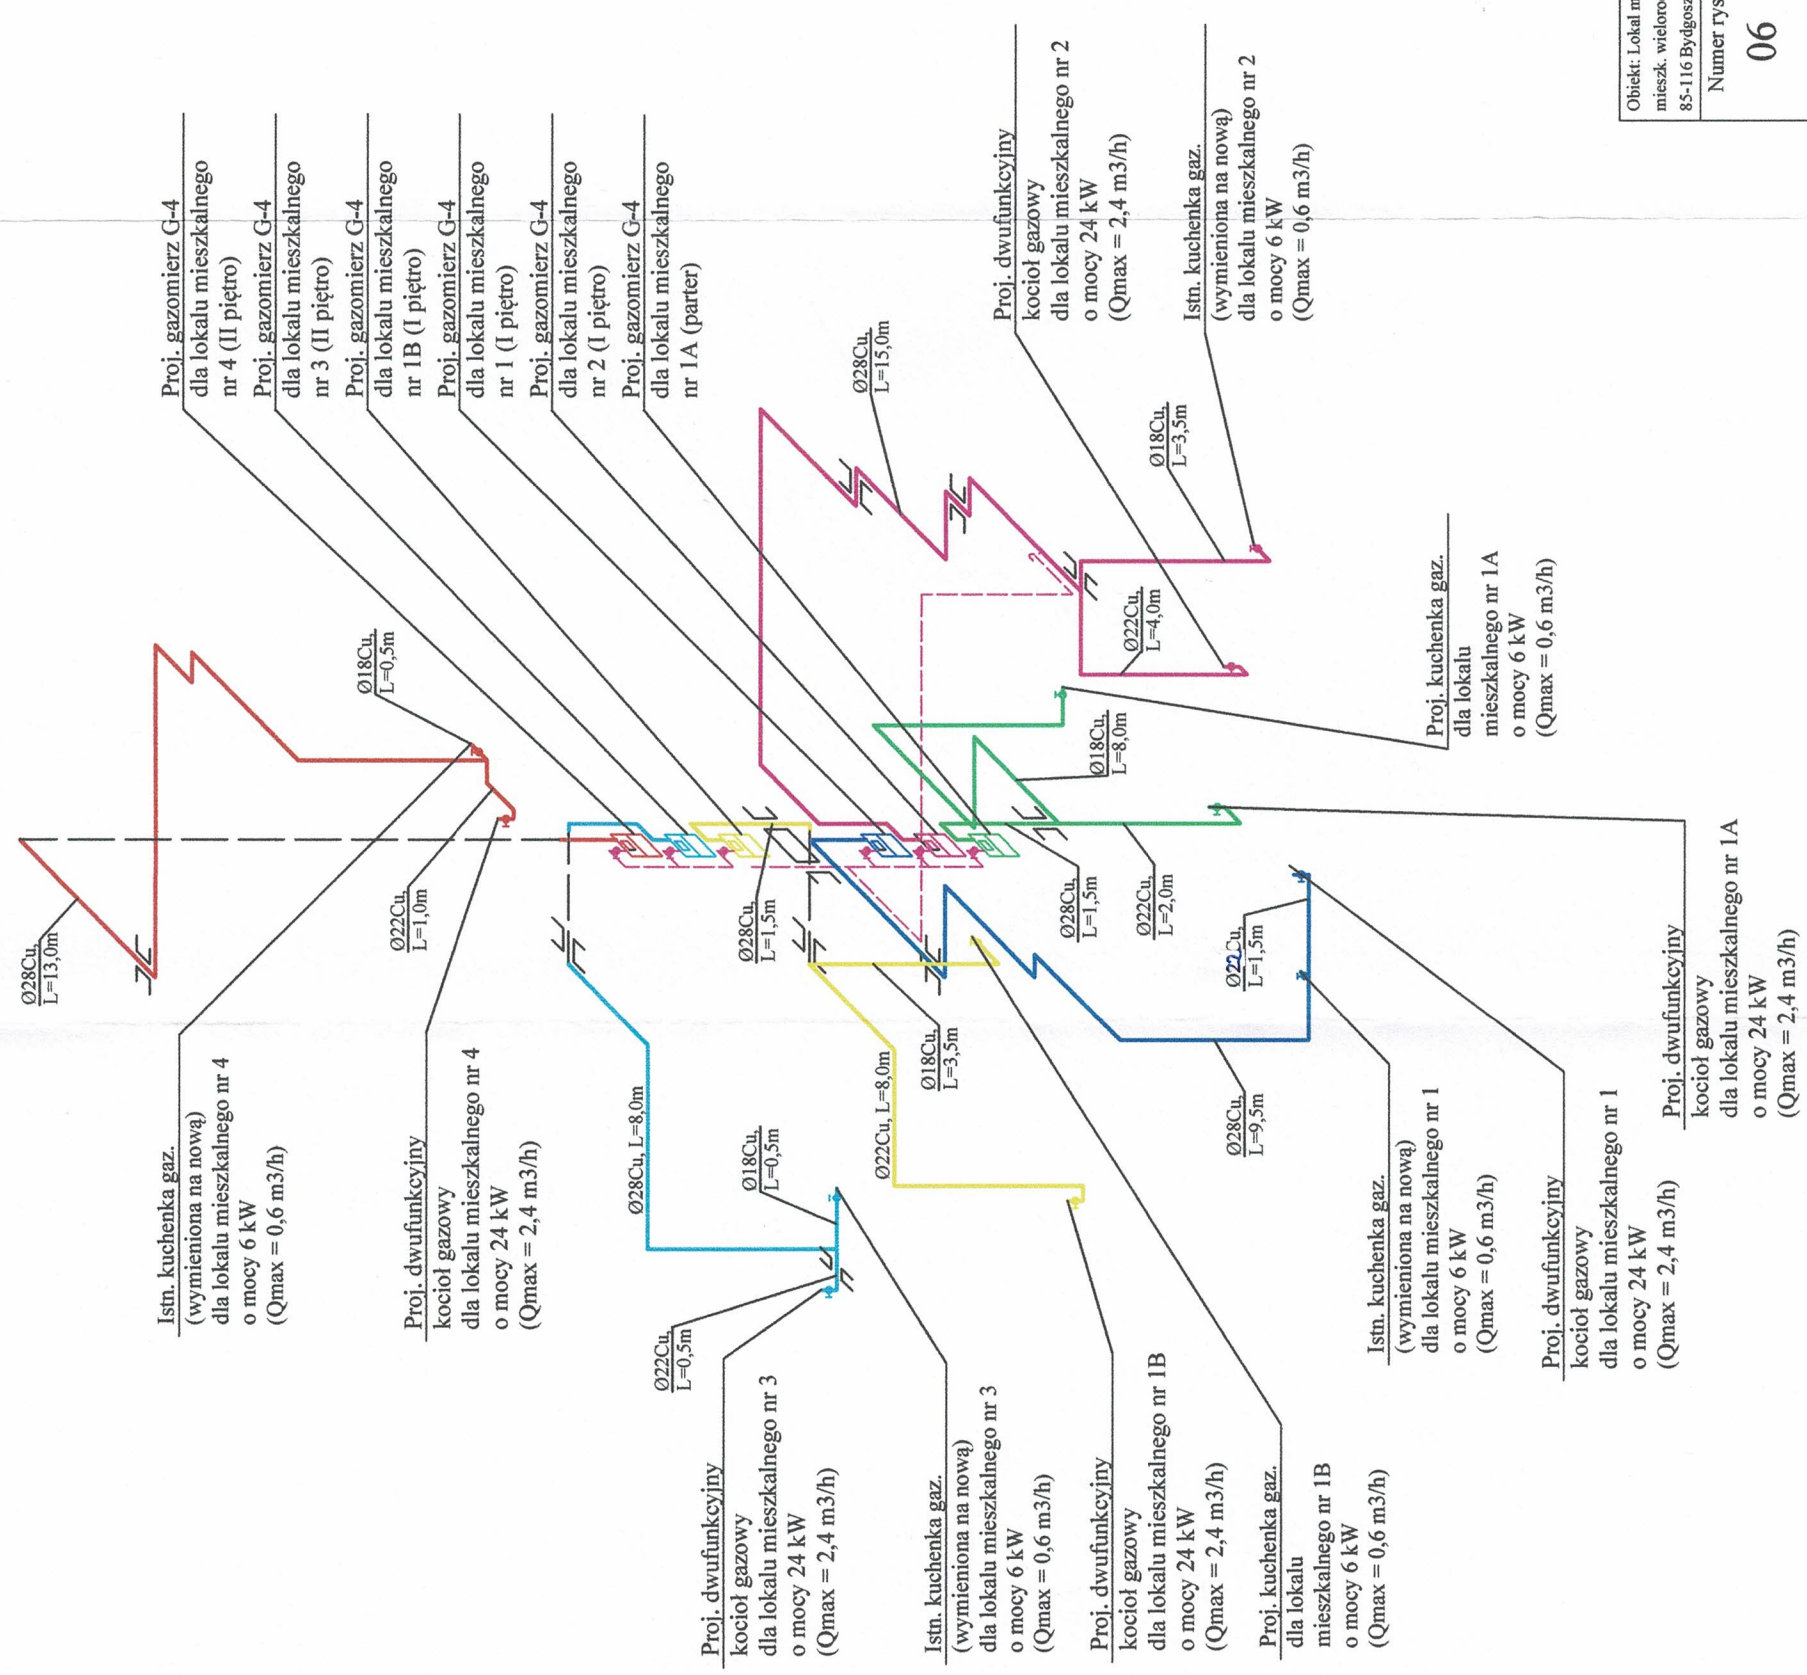 Proj. gazomierz G-4
dla lokalu mieszkalnego
nr 4 (II piętro)
Proj. gazomierz G-4
dla lokalu mieszkalnego
nr 3 (II piętro)
Proj. gazomierz G-4
dla lokalu mieszkalnego
nr 1B (I piętro)
Proj. gazomierz G-4
dla lokalu mieszkalnego
nr 1 (I piętro)
Proj. gazomierz G-4
dla lokalu mieszkalnego
nr 2 (I piętro)
Proj. gazomierz G-4
dla lokalu mieszkalnego
nr 1A (parter)
Proj. dwufunkcyjny
kocioł gazowy
dla lokalu mieszkalnego nr 2
o mocy 24 kW
(Qmax = 2,4 m3/h)
Istn. kuchenka gaz.
(wymieniona na nową)
dla lokalu mieszkalnego nr 2
o mocy 6 kW
(Qmax = 0,6 m3/h)
Obiekt: Lokal m
mieszk. wieloro
85-116 Bydgosz
Numer rys
06
Ø28Cu,
L=15,0m
Ø18Cu,
L=3,5m
Ø22Cu,
L=4,0m
Ø18Cu,
L=0,5m
Ø18Cu,
L=8,0m
Proj. kuchenka gaz.
dla lokalu
mieszkalnego nr 1A
o mocy 6 kW
(Qmax = 0,6 m3/h)
Ø28Cu,
L=13,0m
Ø22Cu,
L=1,0m
Ø28Cu,
L=1,5m
Ø28Cu,
L=1,5m
Ø22Cu,
L=2,0m
Ø22Cu,
L=1,5m
Ø18Cu,
L=3,5m
Ø28Cu, L=8,0m
Ø22Cu, L=8,0m
Ø18Cu,
L=0,5m
Ø28Cu,
L=9,5m
Ø22Cu,
L=0,5m
Istn. kuchenka gaz.
(wymieniona na nową)
dla lokalu mieszkalnego nr 4
o mocy 6 kW
(Qmax = 0,6 m3/h)
Proj. dwufunkcyjny
kocioł gazowy
dla lokalu mieszkalnego nr 4
o mocy 24 kW
(Qmax = 2,4 m3/h)
Proj. dwufunkcyjny
kocioł gazowy
dla lokalu mieszkalnego nr 3
o mocy 24 kW
(Qmax = 2,4 m3/h)
Istn. kuchenka gaz.
(wymieniona na nową)
dla lokalu mieszkalnego nr 3
o mocy 6 kW
(Qmax = 0,6 m3/h)
Proj. dwufunkcyjny
kocioł gazowy
dla lokalu mieszkalnego nr 1B
o mocy 24 kW
(Qmax = 2,4 m3/h)
Proj. kuchenka gaz.
dla lokalu
mieszkalnego nr 1B
o mocy 6 kW
(Qmax = 0,6 m3/h)
Istn. kuchenka gaz.
(wymieniona na nową)
dla lokalu mieszkalnego nr 1
o mocy 6 kW
(Qmax = 0,6 m3/h)
Proj. dwufunkcyjny
kocioł gazowy
dla lokalu mieszkalnego nr 1
o mocy 24 kW
(Qmax = 2,4 m3/h)
Proj. dwufunkcyjny
kocioł gazowy
dla lokalu mieszkalnego nr 1A
o mocy 24 kW
(Qmax = 2,4 m3/h)